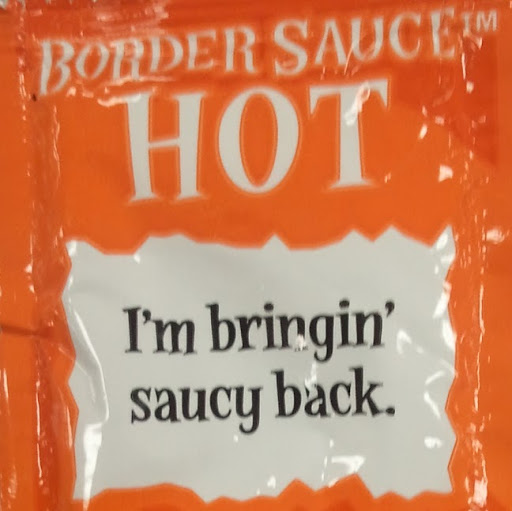 BORDER SAUCE™
HOT
I'm bringin'
saucy back.